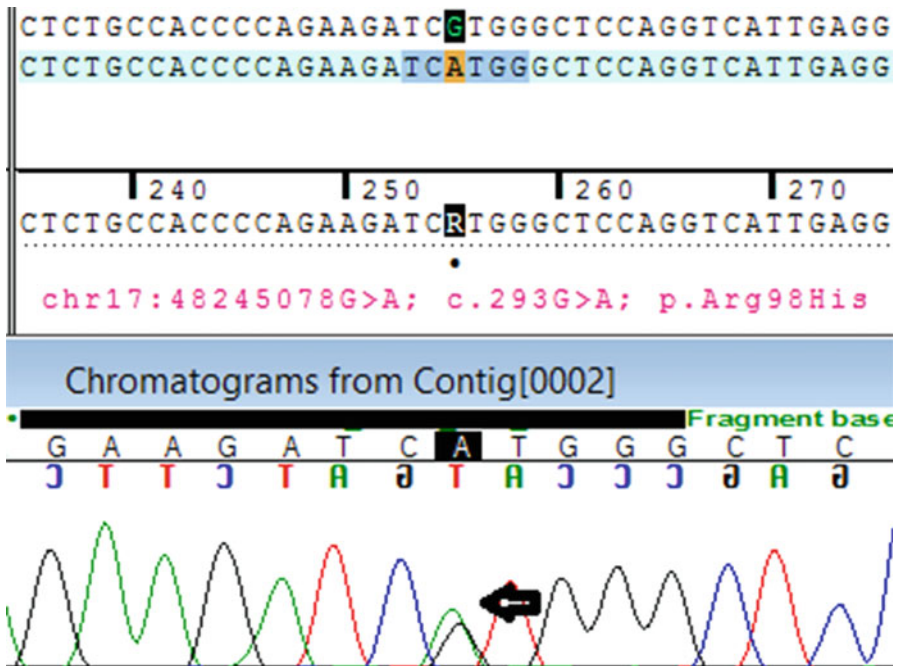 CTCTGCCACCCCAGAAGATCGTGGGCTCCAGGTCATTGAGG
CTCTGCCACCCCAGAAGATCATGGGCTCCAGGTCATTGAGG
240 250 260 270
CTCTGCCACCCCAGAAGATCRTGGGCTCCAGGTCATTGAGG
chr17:48245078G>A; c.293G>A; p.Arg98His
Chromatograms from Contig[0002]
Fragment base
G A A G A T C A T G G G C T C
C T T C T A G T A C C C G A G